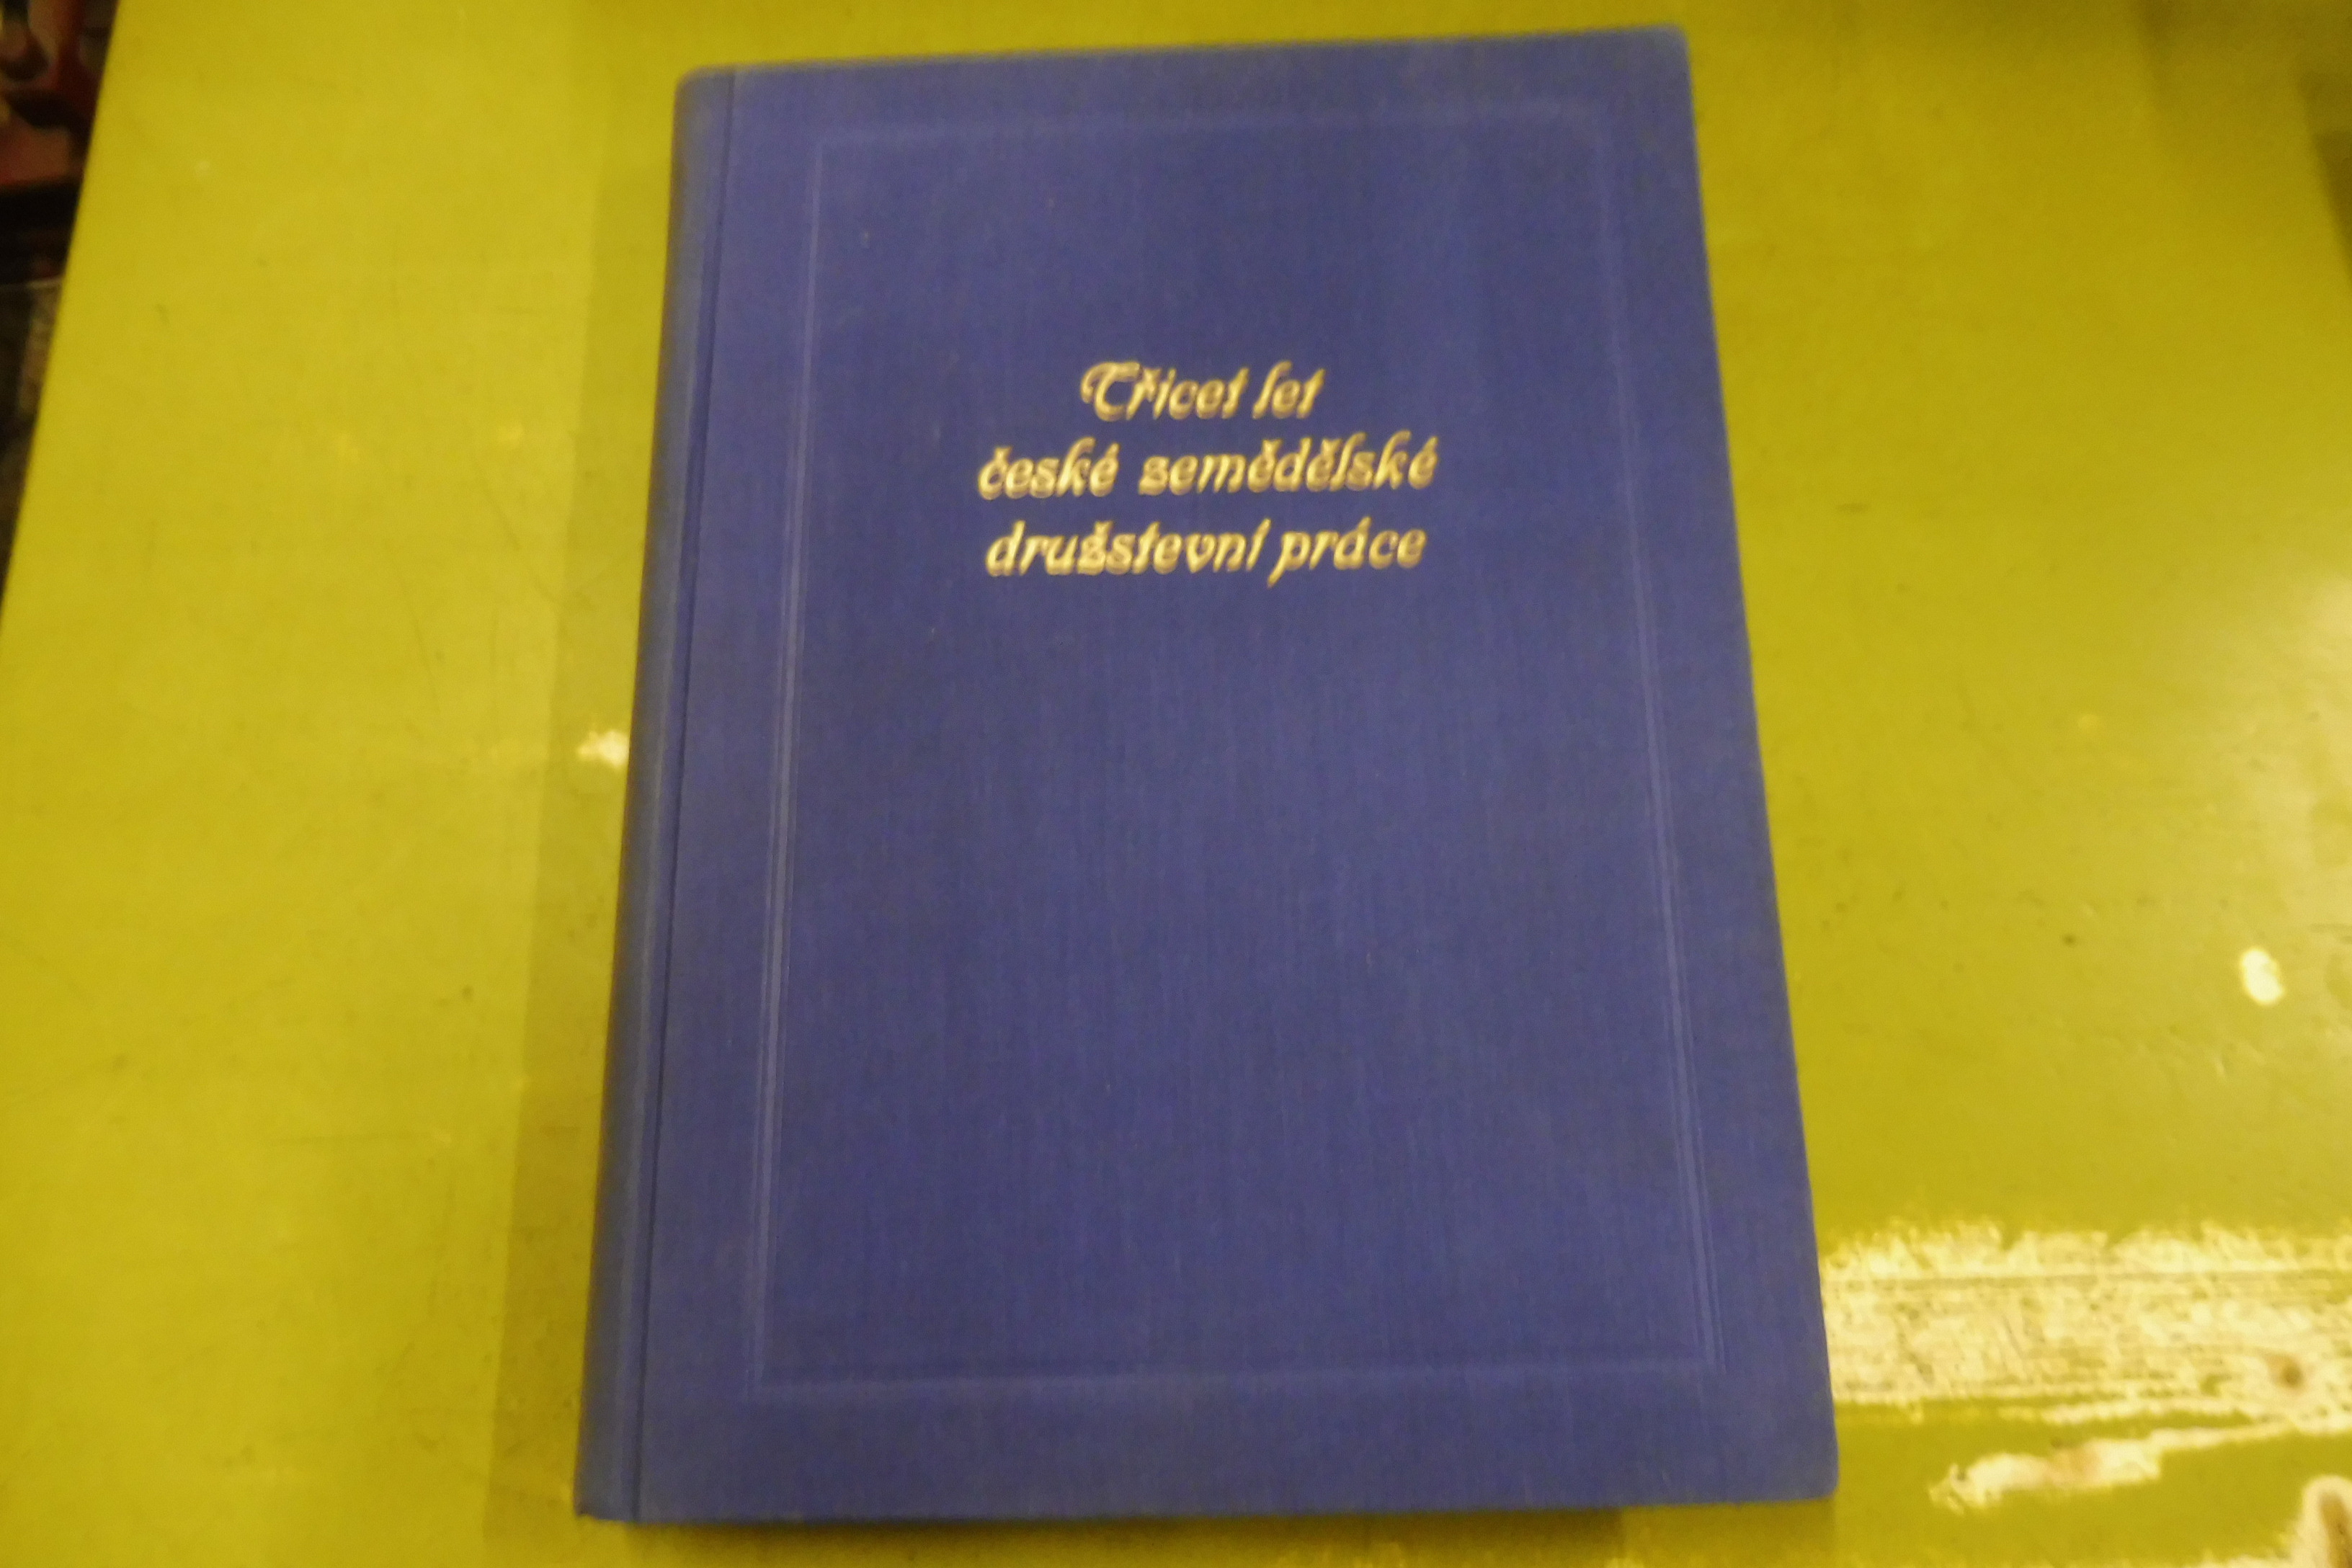 Třicet let
české zemědělské
družstevní práce